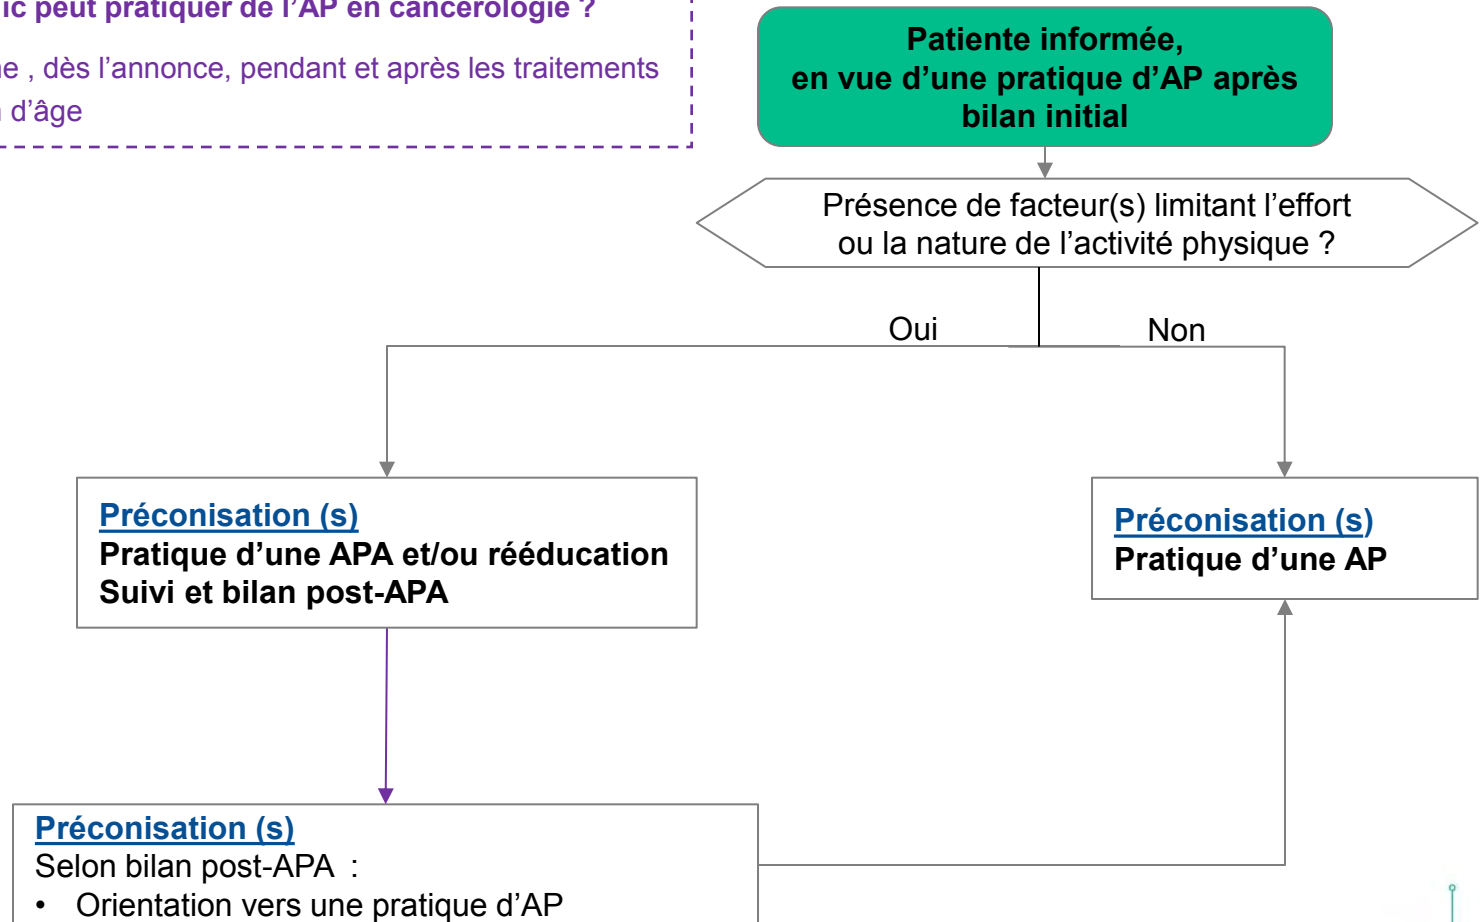 ic peut pratiquer de l’AP en cancérologie ?
e , dès l’annonce, pendant et après les traitements
d’âge
Patiente informée,
en vue d’une pratique d’AP après
bilan initial
Présence de facteur(s) limitant l’effort
ou la nature de l’activité physique ?
Oui
Non
Préconisation (s)
Pratique d’une APA et/ou rééducation
Suivi et bilan post-APA
Préconisation (s)
Pratique d’une AP
Préconisation (s)
Selon bilan post-APA :
• Orientation vers une pratique d’AP